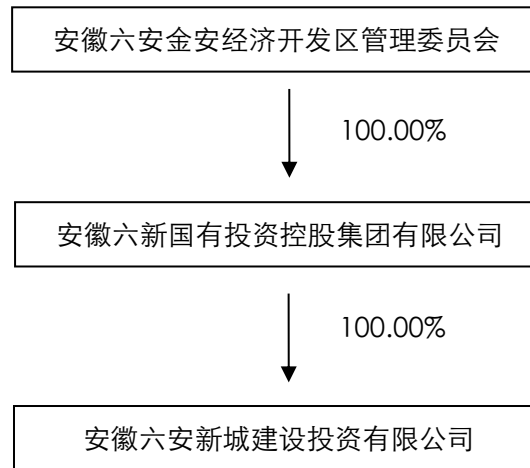 安徽六安金安经济开发区管理委员会
100.00%
安徽六新国有投资控股集团有限公司
100.00%
安徽六安新城建设投资有限公司